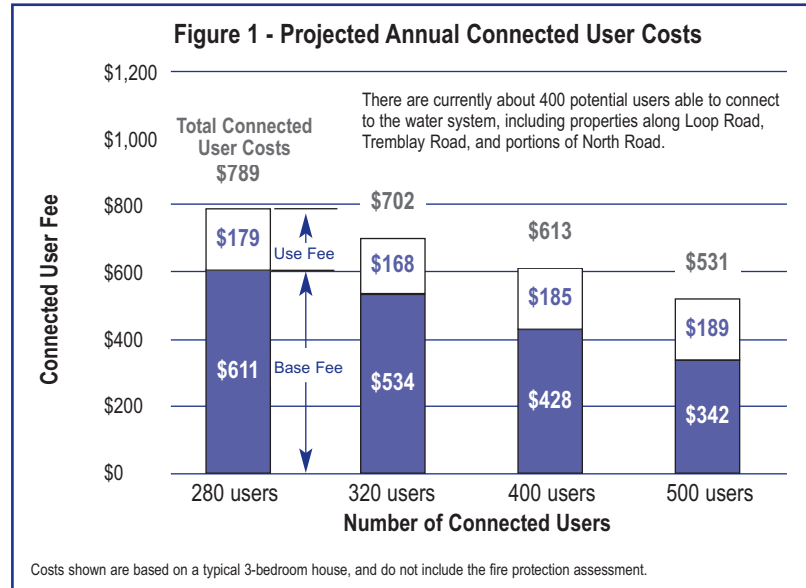 Figure 1 - Projected Annual Connected User Costs
$1,200
There are currently about 400 potential users able to connect
to the water system, including properties along Loop Road,
Tremblay Road, and portions of North Road.
$1,000
Total Connected
User Costs
$789
$800
$702
$613
$531
$179
Use Fee
$168
$185
$189
$600
Connected User Fee
$400
$611
Base Fee
$534
$428
$342
$200
$0
280 users
320 users
400 users
500 users
Number of Connected Users
Costs shown are based on a typical 3-bedroom house, and do not include the fire protection assessment.